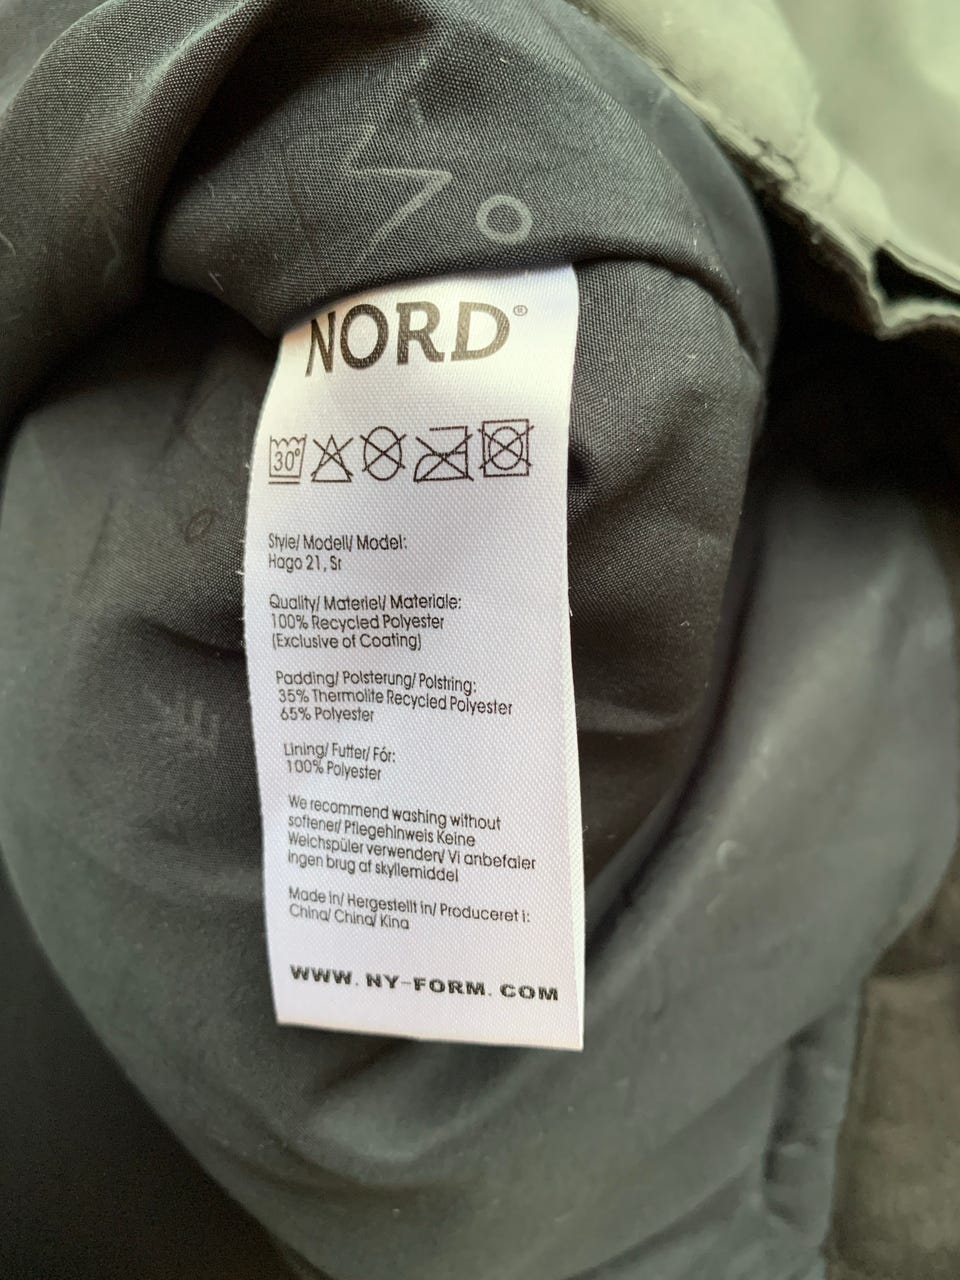 NORD®
30°
Style/ Modell/ Model:
Hago 21, Sr
Quality/ Materiel/ Materiale:
100% Recycled Polyester
(Exclusive of Coating)
Padding/ Polsterung/ Polstring:
35% Thermolite Recycled Polyester
65% Polyester
Lining/ Futter/ Fór:
100% Polyester
We recommend washing without
softener/ Pflegehinweis Keine
Weichspüler verwenden/ Vi anbefaler
ingen brug af skyllemiddel
Made in/ Hergestellt in/ Produceret i:
China/ China/ Kina
WWW.NY-FORM.COM